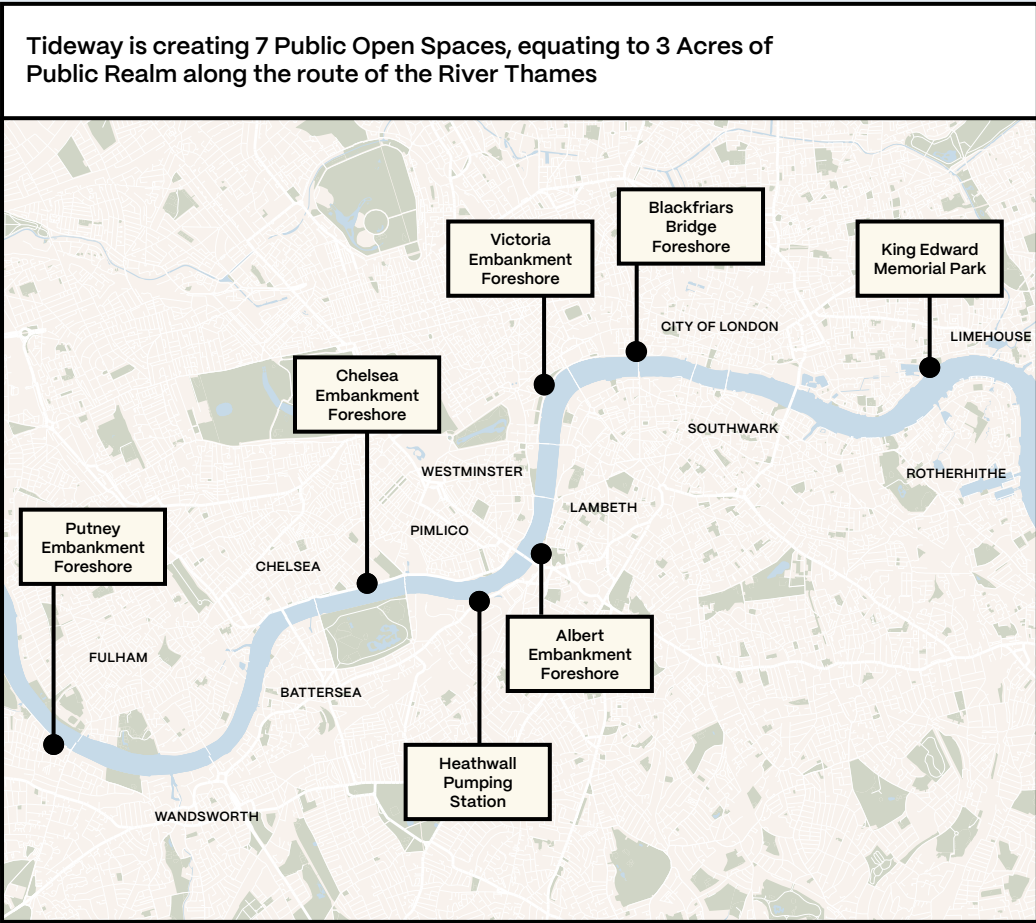 Tideway is creating 7 Public Open Spaces, equating to 3 Acres of
Public Realm along the route of the River Thames
Blackfriars
Bridge
Foreshore
Victoria
Embankment
Foreshore
King Edward
Memorial Park
CITY OF LONDON
LIMEHOUSE
Chelsea
Embankment
Foreshore
SOUTHWARK
WESTMINSTER
ROTHERHITHE
LAMBETH
Putney
Embankment
Foreshore
PIMLICO
CHELSEA
Albert
Embankment
Foreshore
FULHAM
BATTERSEA
Heathwall
Pumping
Station
WANDSWORTH